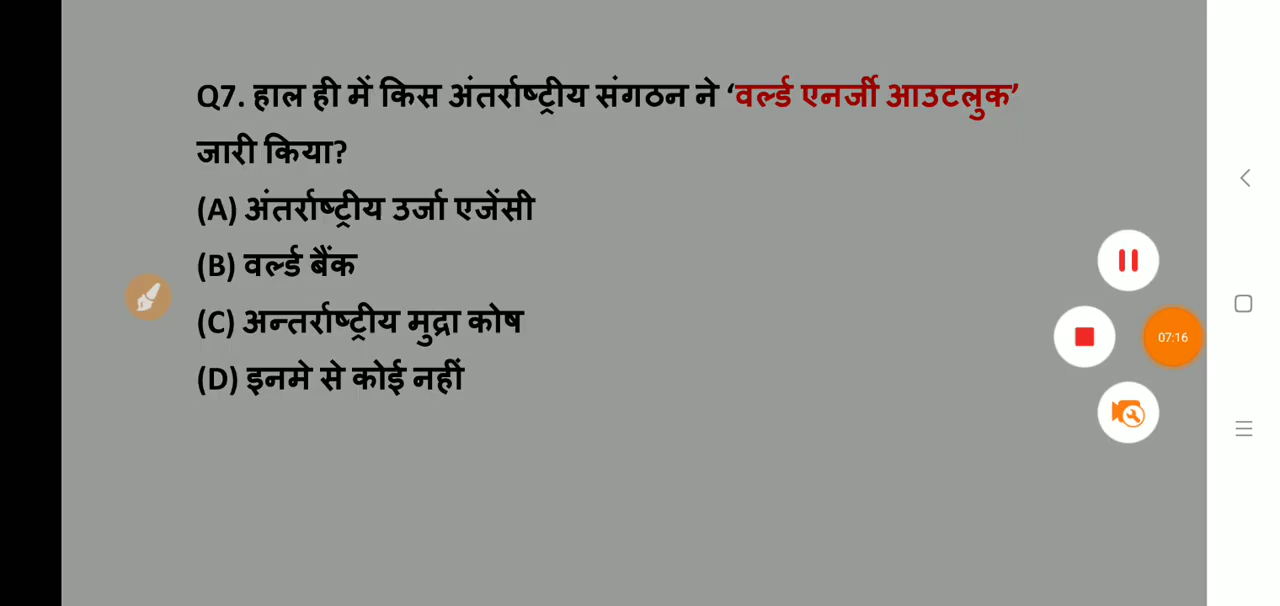 Q7. हाल ही में किस अंतर्राष्ट्रीय संगठन ने ‘वर्ल्ड एनर्जी आउटलुक’
जारी किया?
(A) अंतर्राष्ट्रीय उर्जा एजेंसी
(B) वर्ल्ड बैंक
(C) अन्तर्राष्ट्रीय मुद्रा कोष
(D) इनमे से कोई नहीं
07:16